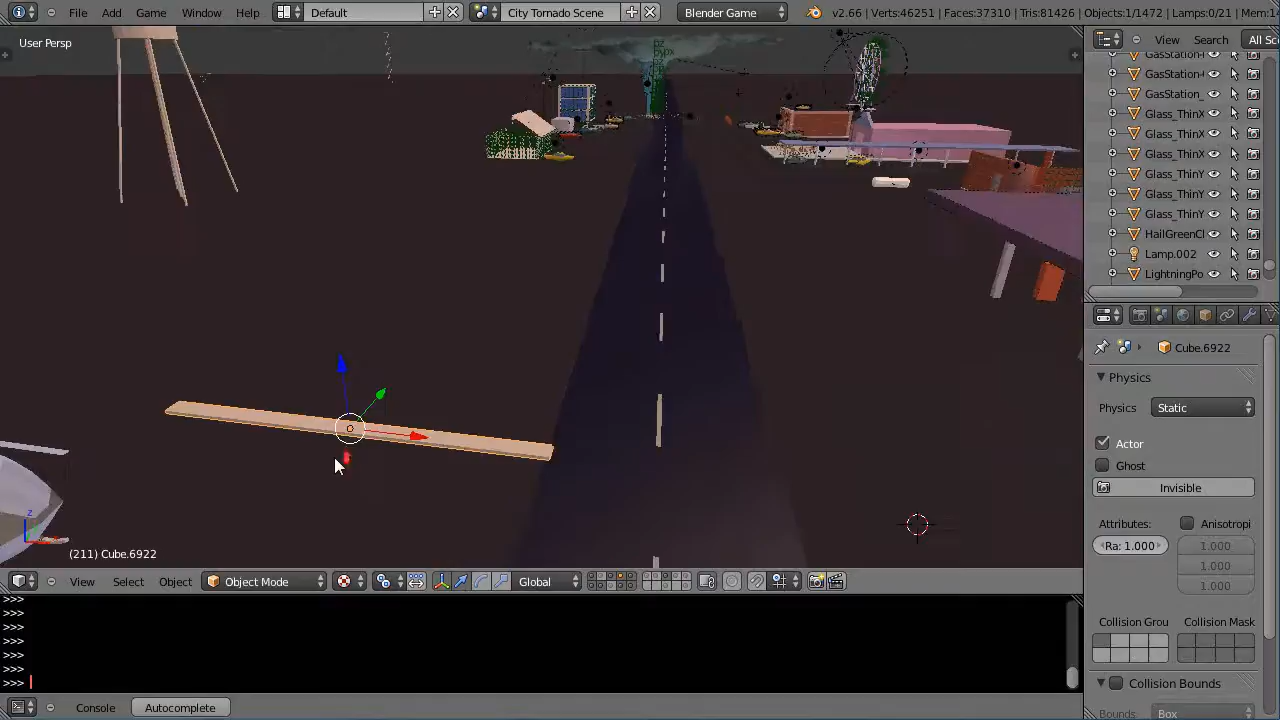 File Add Game Window Help Default City Tornado Scene Blender Game v2.66 | Verts:46251 | Faces:37310 | Tris:81426 | Objects:1/1472 | Lamps:0/21 | Mem:1
User Persp
View Search All Sc
GasStation-
GasStation-
GasStation_
Glass_ThinX
Glass_ThinX
Glass_ThinX
Glass_ThinY
Glass_ThinY
Glass_ThinY
HailGreenCl
Lamp.002
LightningPo
Cube.6922
Physics
Physics Static
Actor
Ghost
Invisible
Attributes: Anisotropi
Ra: 1.000 1.000
1.000
1.000
Collision Grou Collision Mask
Collision Bounds
Bounds: Box
z
(211) Cube.6922
View Select Object Object Mode Global
>>>
>>>
>>>
>>>
>>>
>>>
>>>
Console Autocomplete